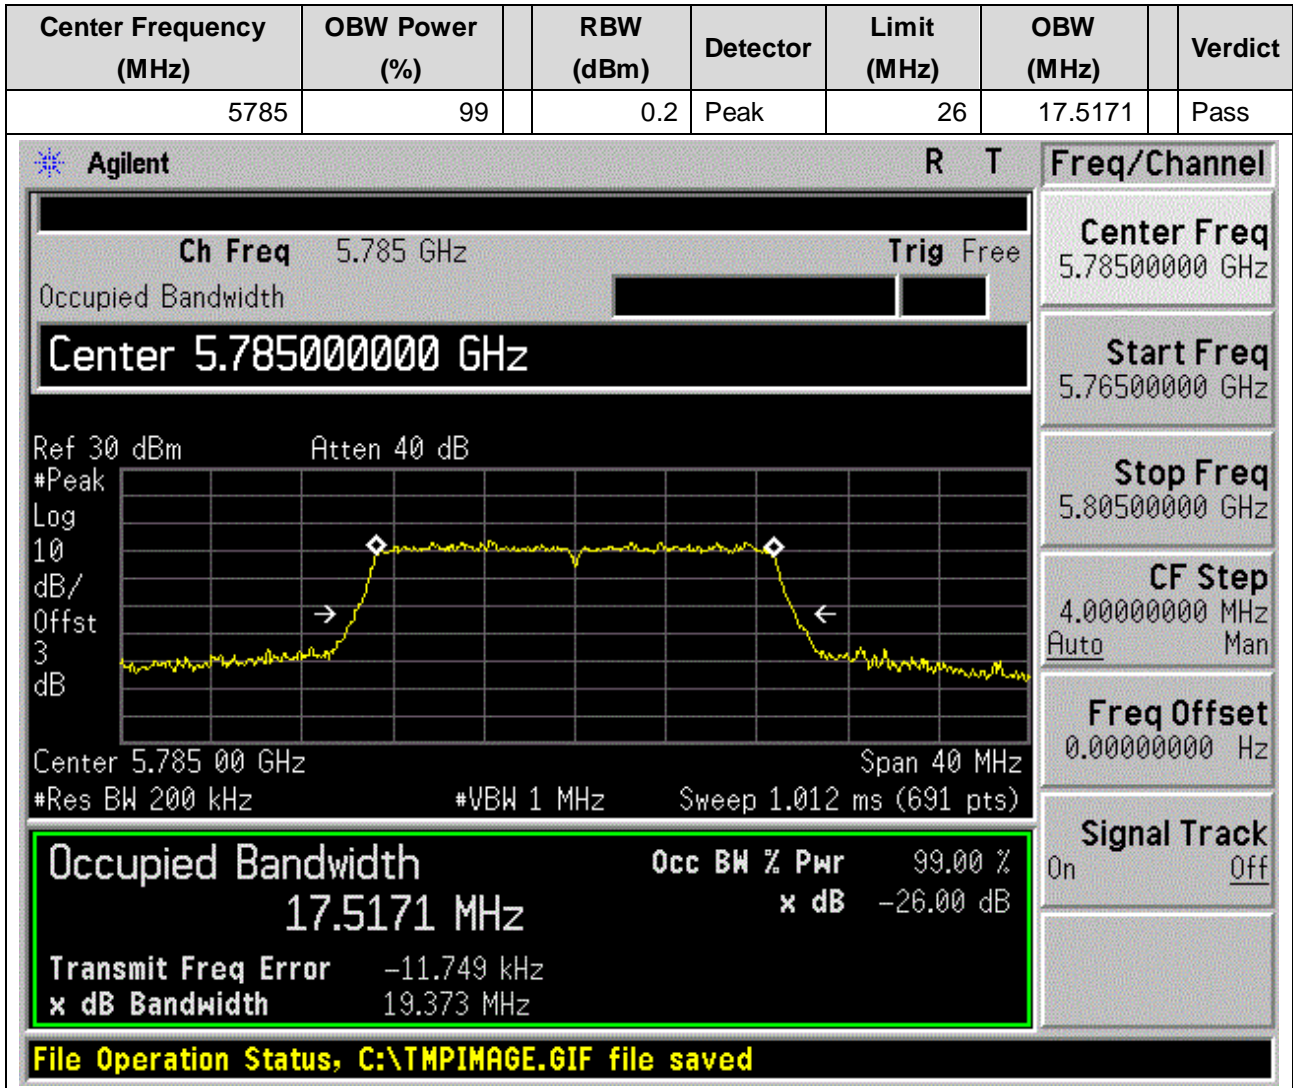 Center Frequency (MHz) OBW Power (%) RBW (dBm) Detector Limit (MHz) OBW (MHz) Verdict
5785 99 0.2 Peak 26 17.5171 Pass
Agilent R T Freq/Channel
Ch Freq 5.785 GHz Trig Free
Occupied Bandwidth
Center 5.785000000 GHz
Ref 30 dBm Atten 40 dB
#Peak
Log
10
dB/
Offst
3
dB
Center 5.785 00 GHz Span 40 MHz
#Res BW 200 kHz #VBW 1 MHz Sweep 1.012 ms (691 pts)
Occupied Bandwidth Occ BW % Pwr 99.00 %
17.5171 MHz x dB -26.00 dB
Transmit Freq Error -11.749 kHz
x dB Bandwidth 19.373 MHz
File Operation Status, C:\TMPIMAGE.GIF file saved
Center Freq
5.78500000 GHz
Start Freq
5.76500000 GHz
Stop Freq
5.80500000 GHz
CF Step
4.00000000 MHz
Auto Man
Freq Offset
0.00000000 Hz
Signal Track
On Off